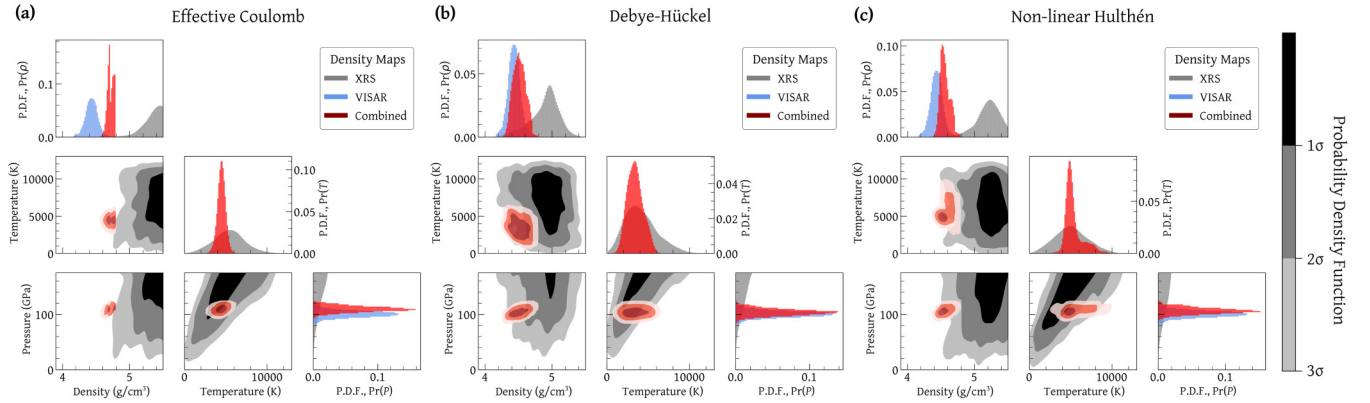 (a)
Effective Coulomb
P.D.F., Pr(ρ)
0.1
0.0
Density Maps
XRS
VISAR
Combined
Temperature (K)
10000
5000
0
0.10
0.05
0.00
P.D.F., Pr(T)
Pressure (GPa)
100
0
4
5
Density (g/cm³)
0
10000
Temperature (K)
0.0
0.1
P.D.F., Pr(P)
(b)
Debye-Hückel
P.D.F., Pr(ρ)
0.05
0.00
Density Maps
XRS
VISAR
Combined
Temperature (K)
10000
5000
0
0.04
0.02
0.00
P.D.F., Pr(T)
Pressure (GPa)
100
0
4
5
Density (g/cm³)
0
10000
Temperature (K)
0.0
0.1
P.D.F., Pr(P)
(c)
Non-linear Hulthén
P.D.F., Pr(ρ)
0.10
0.05
0.00
Density Maps
XRS
VISAR
Combined
Temperature (K)
10000
5000
0
0.05
0.00
P.D.F., Pr(T)
Pressure (GPa)
100
0
4
5
Density (g/cm³)
0
10000
Temperature (K)
0.0
0.1
P.D.F., Pr(P)
1σ
2σ
3σ
Probability Density Function